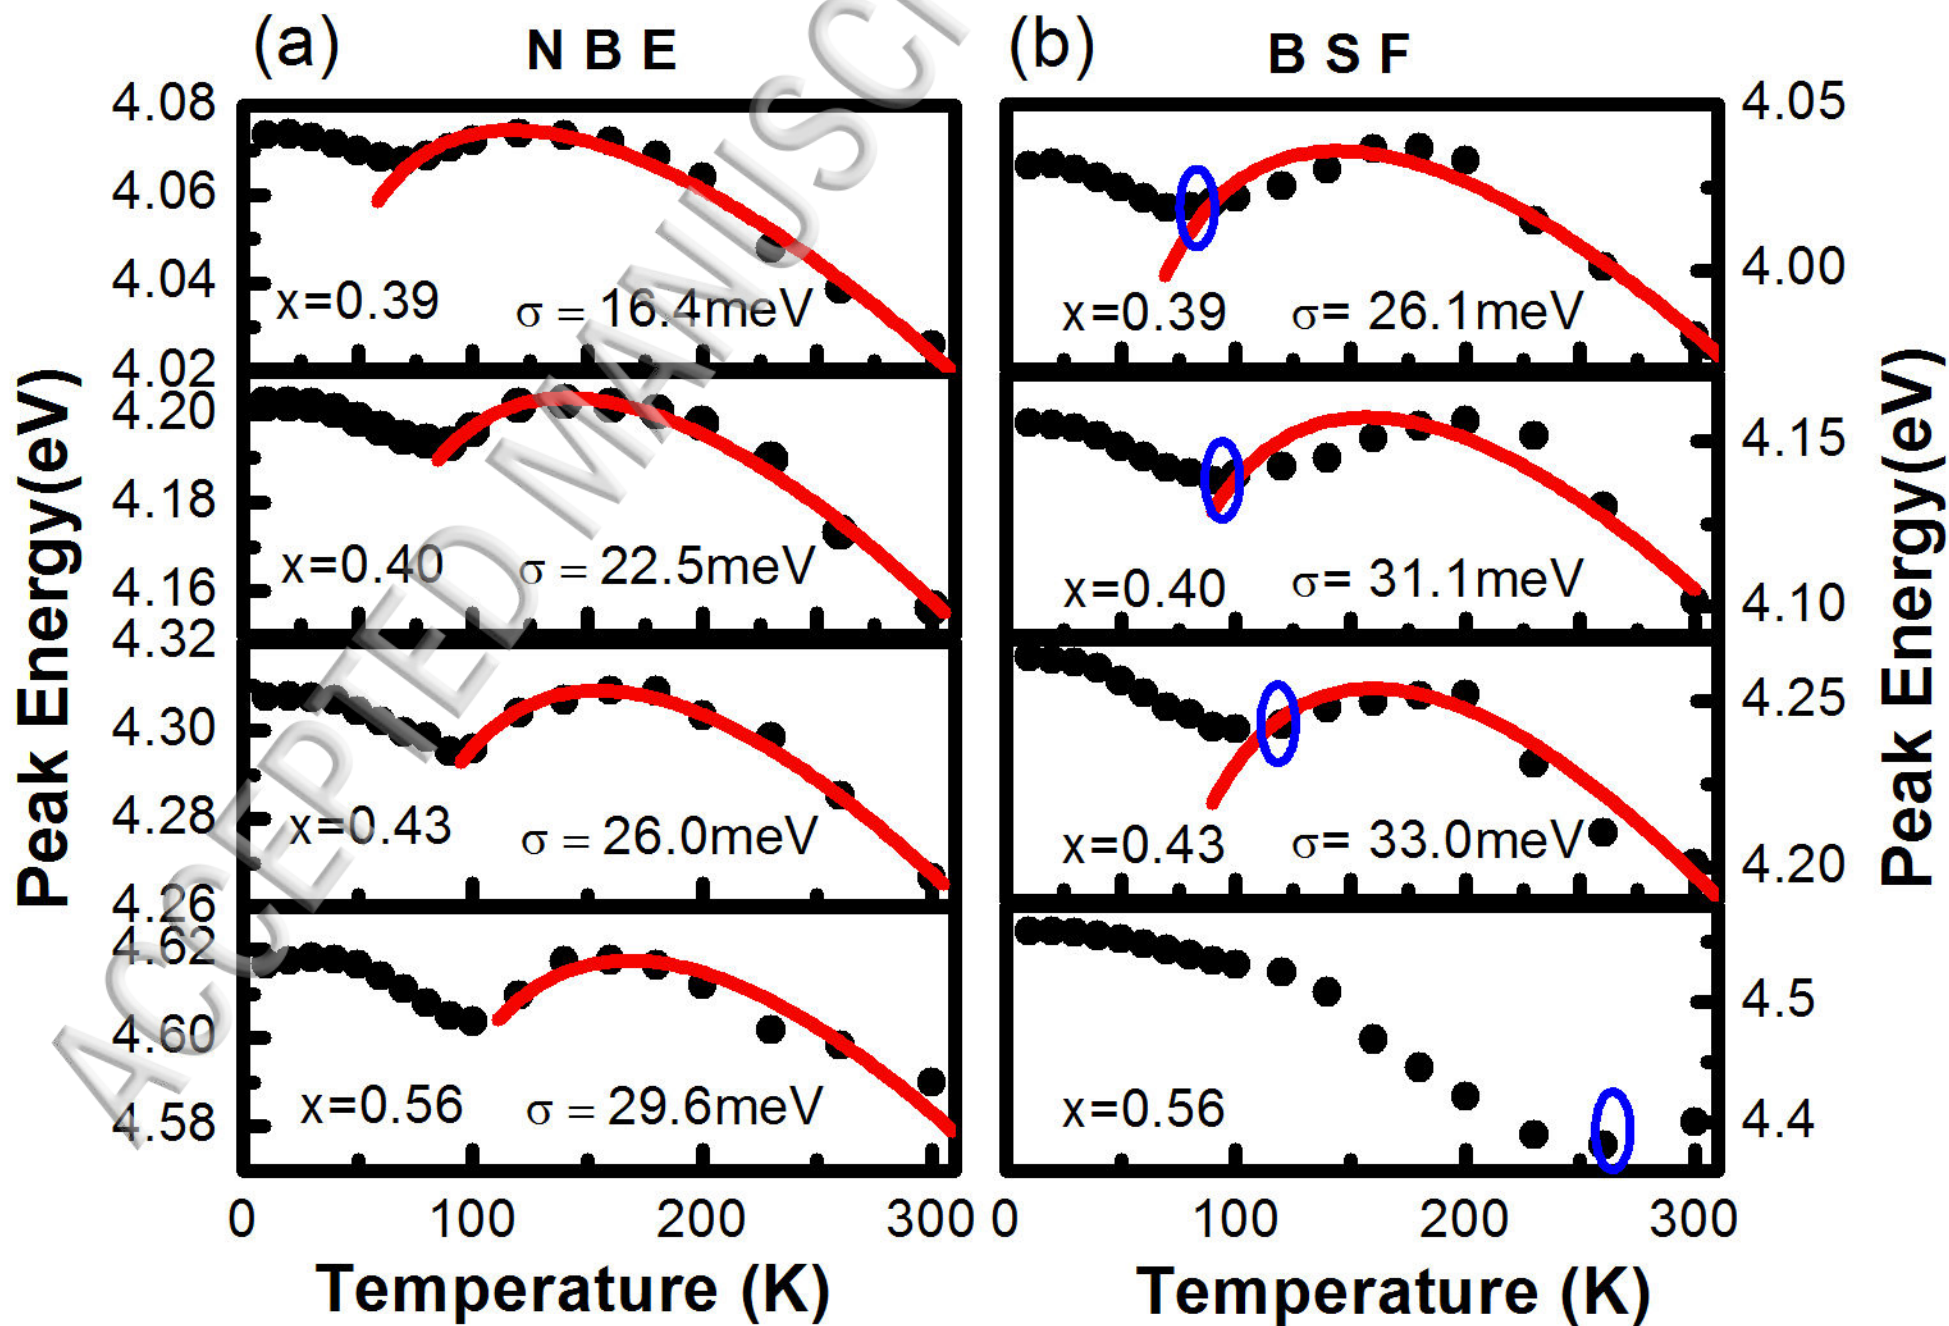 (a) N B E
(b) B S F
4.08
4.06
4.04
4.02
x=0.39 σ = 16.4meV
4.20
4.18
4.16
x=0.40 σ = 22.5meV
4.32
4.30
4.28
4.26
x=0.43 σ = 26.0meV
4.62
4.60
4.58
x=0.56 σ = 29.6meV
4.05
4.00
x=0.39 σ= 26.1meV
4.15
4.10
x=0.40 σ= 31.1meV
4.25
4.20
x=0.43 σ= 33.0meV
4.5
4.4
x=0.56
0 100 200 300
0 100 200 300
Temperature (K)
Temperature (K)
Peak Energy(eV)
Peak Energy(eV)
ACCEPTED MANUSCR